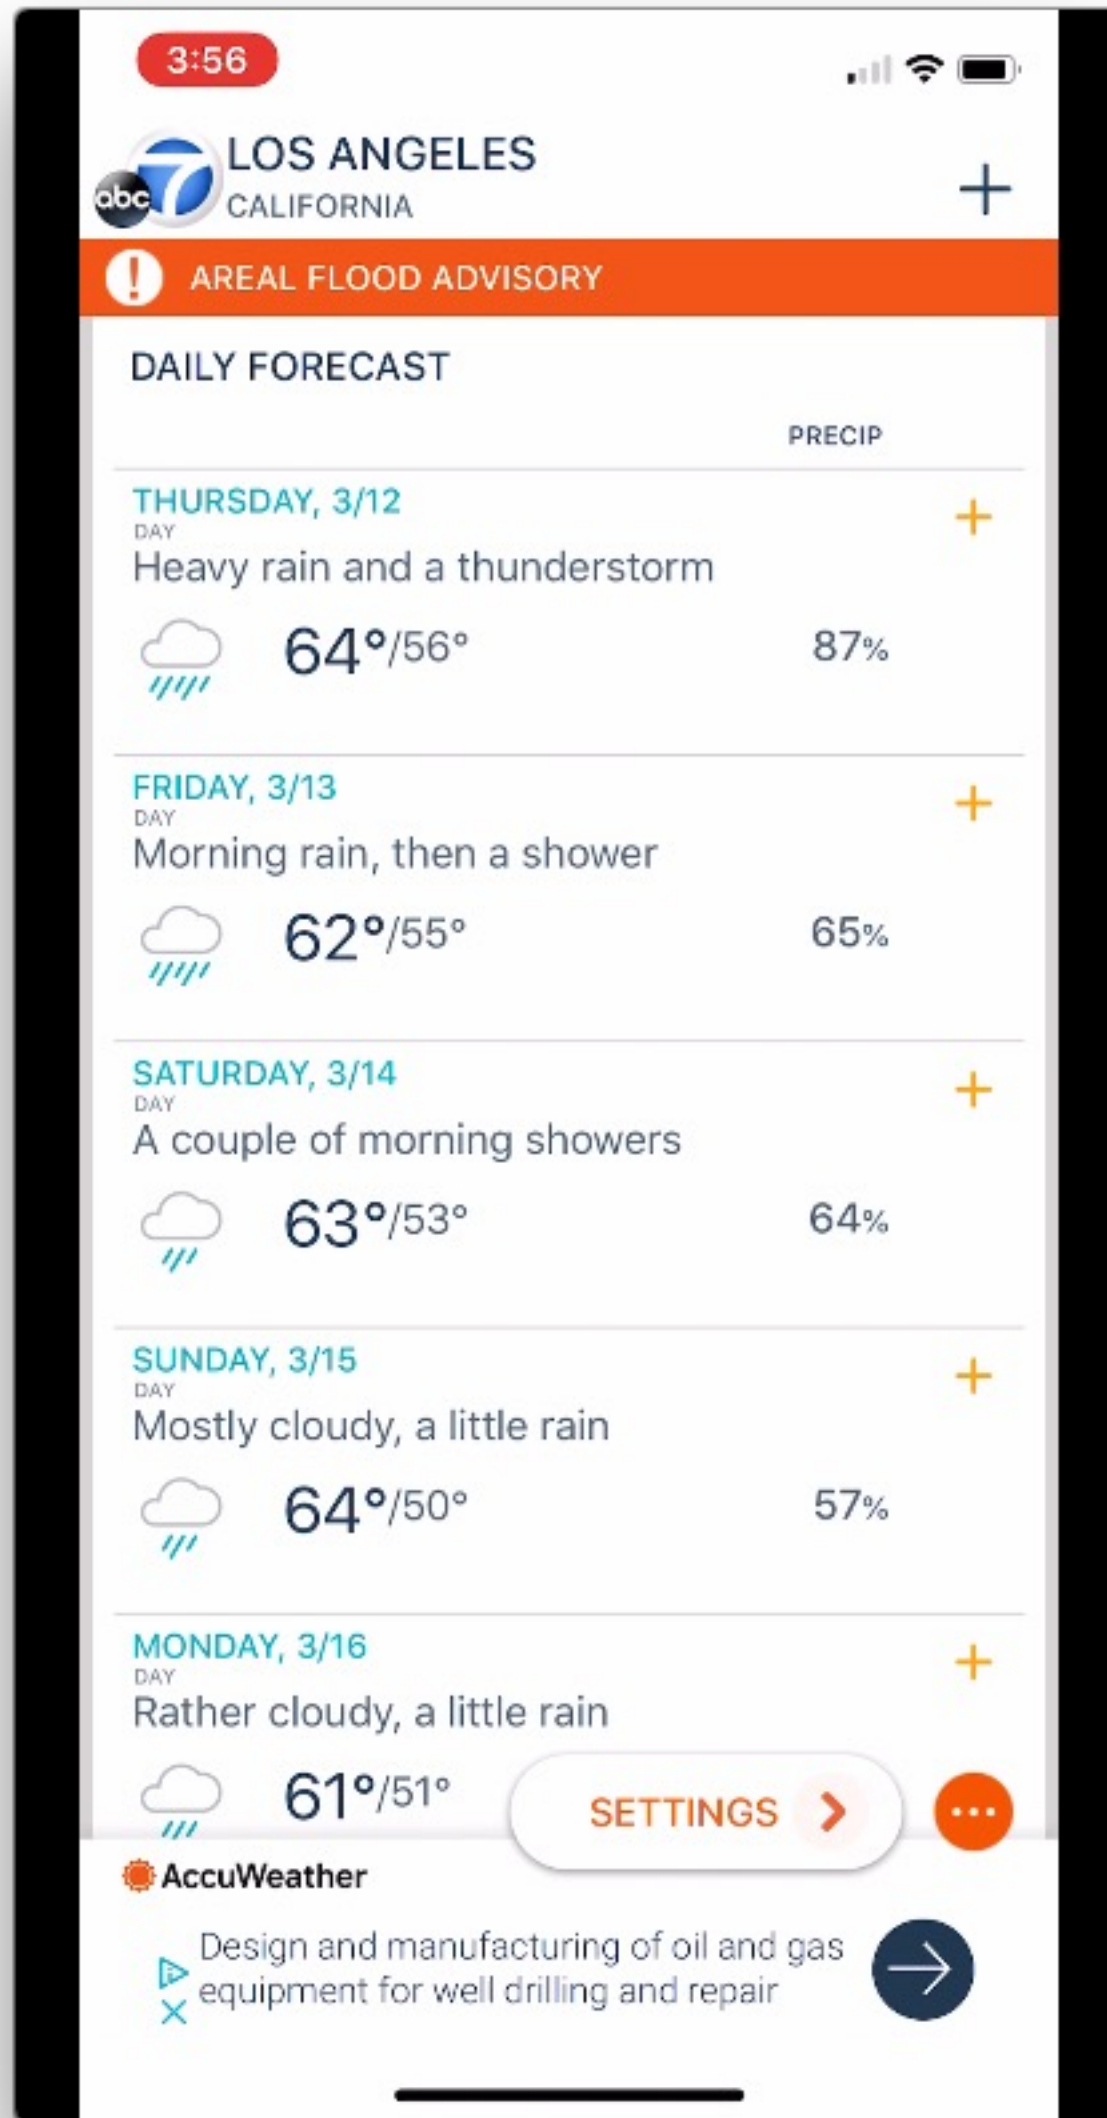 3:56
abc 7
LOS ANGELES
CALIFORNIA
! AREAL FLOOD ADVISORY
DAILY FORECAST
PRECIP
THURSDAY, 3/12
DAY
Heavy rain and a thunderstorm
64°/56° 87%
FRIDAY, 3/13
DAY
Morning rain, then a shower
62°/55° 65%
SATURDAY, 3/14
DAY
A couple of morning showers
63°/53° 64%
SUNDAY, 3/15
DAY
Mostly cloudy, a little rain
64°/50° 57%
MONDAY, 3/16
DAY
Rather cloudy, a little rain
61°/51°
SETTINGS
AccuWeather
Design and manufacturing of oil and gas
equipment for well drilling and repair